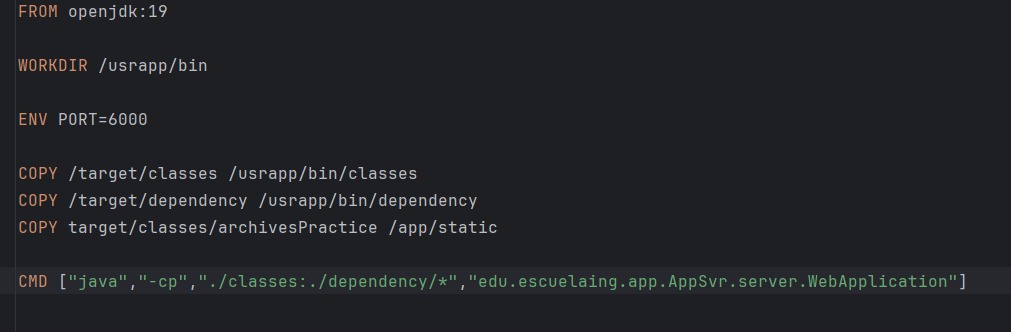 FROM openjdk:19
WORKDIR /usrapp/bin
ENV PORT=6000
COPY /target/classes /usrapp/bin/classes
COPY /target/dependency /usrapp/bin/dependency
COPY target/classes/archivesPractice /app/static
CMD ["java","-cp","./classes:./dependency/*","edu.escuelaing.app.AppSvr.server.WebApplication"]